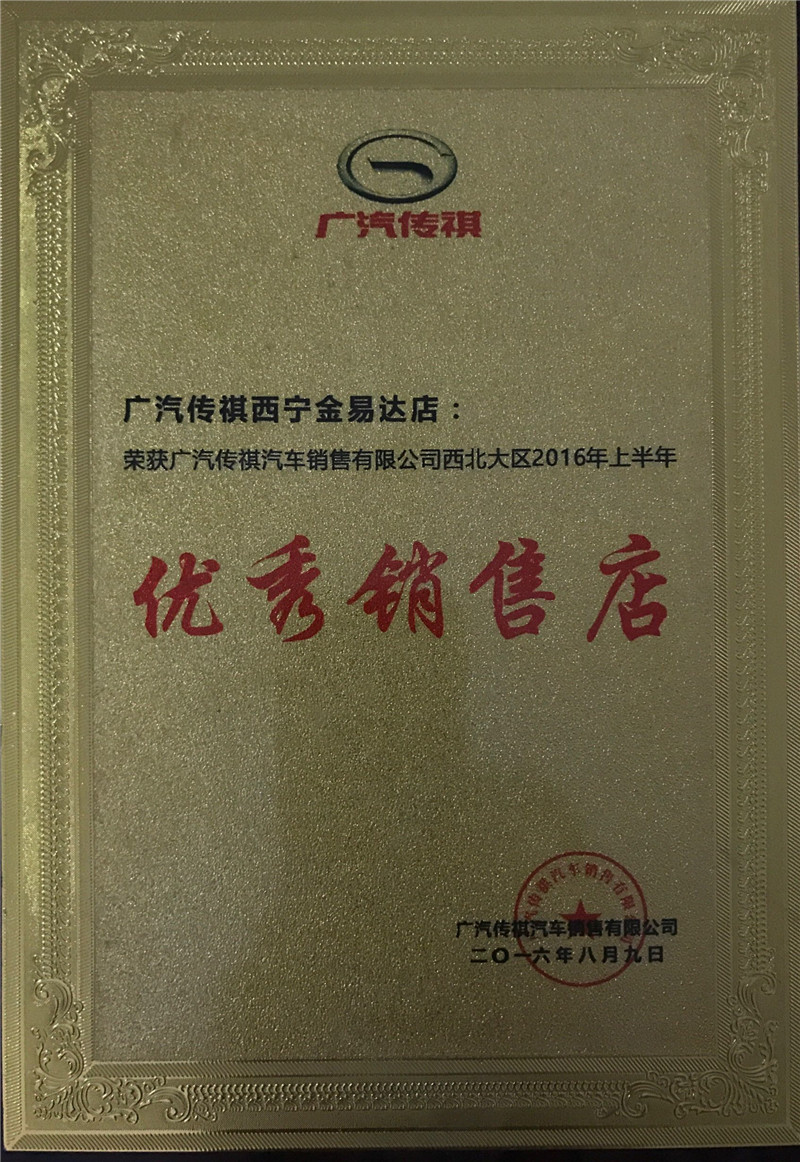 广汽传祺
广汽传祺西宁金易达店：
荣获广汽传祺汽车销售有限公司西北大区2016年上半年
优秀销售店
广汽传祺汽车销售有限公司
二〇一六年八月九日